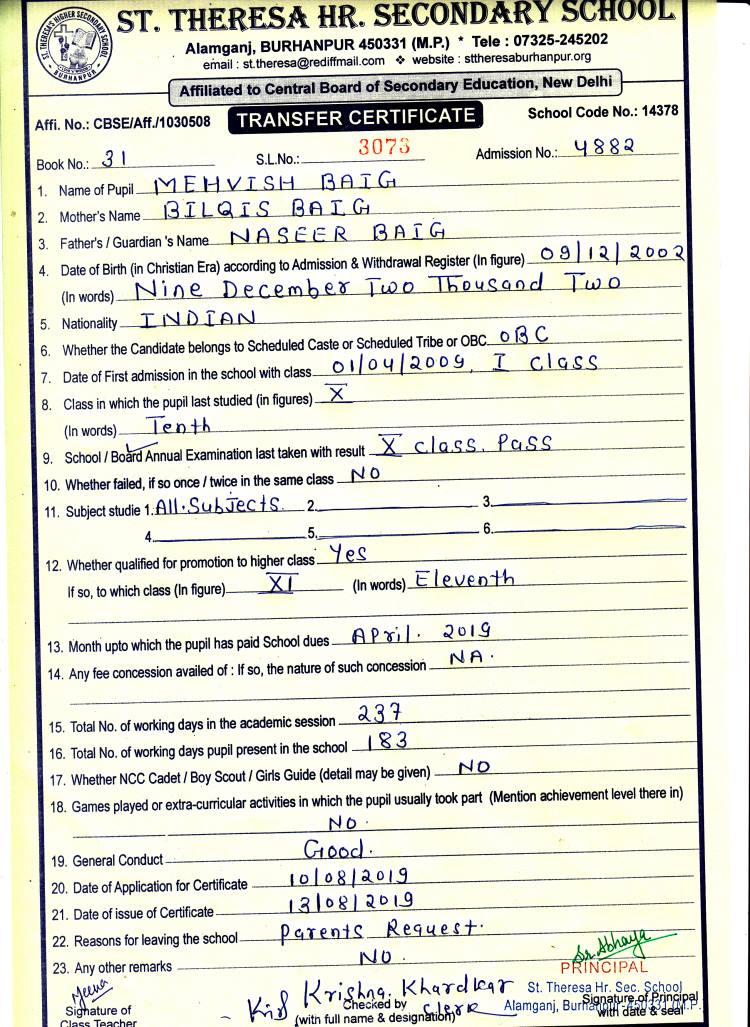 ST. THERESA HR. SECONDARY SCHOOL
ST. THERESA'S HIGHER SECONDARY SCHOOL
BURHANPUR
Alamganj, BURHANPUR 450331 (M.P.) * Tele : 07325-245202
email : st.theresa@rediffmail.com ❖ website : sttheresaburhanpur.org
Affiliated to Central Board of Secondary Education, New Delhi
Affi. No.: CBSE/Aff./1030508 TRANSFER CERTIFICATE School Code No.: 14378
Book No.: 31 S.L.No.: 3073 Admission No.: 4882
1. Name of Pupil MEHVISH BAIG
2. Mother's Name BILQIS BAIG
3. Father's / Guardian 's Name NASEER BAIG
4. Date of Birth (in Christian Era) according to Admission & Withdrawal Register (In figure) 09/12/2002
(In words) Nine December Two Thousand Two
5. Nationality INDIAN
6. Whether the Candidate belongs to Scheduled Caste or Scheduled Tribe or OBC OBC
7. Date of First admission in the school with class 01/04/2009, I class
8. Class in which the pupil last studied (in figures) X
(In words) Tenth
9. School / Board Annual Examination last taken with result X class. Pass
10. Whether failed, if so once / twice in the same class NO
11. Subject studie 1. All.Subjects 2. 3.
4. 5. 6.
12. Whether qualified for promotion to higher class Yes
If so, to which class (In figure) XI (In words) Eleventh
13. Month upto which the pupil has paid School dues April. 2019
14. Any fee concession availed of : If so, the nature of such concession NA.
15. Total No. of working days in the academic session 237
16. Total No. of working days pupil present in the school 183
17. Whether NCC Cadet / Boy Scout / Girls Guide (detail may be given) NO
18. Games played or extra-curricular activities in which the pupil usually took part (Mention achievement level there in)
NO.
19. General Conduct Good.
20. Date of Application for Certificate 10/08/2019
21. Date of issue of Certificate 13/08/2019
22. Reasons for leaving the school Parents Request.
23. Any other remarks NO.
Sr. Abhaya
PRINCIPAL
Krishna. Khardkar St. Theresa Hr. Sec. School
Signature of Checked by Clerk Alamganj, Burhanpur-450331 (M.P.) Signature of Principal
Class Teacher (with full name & designation) with date & seal